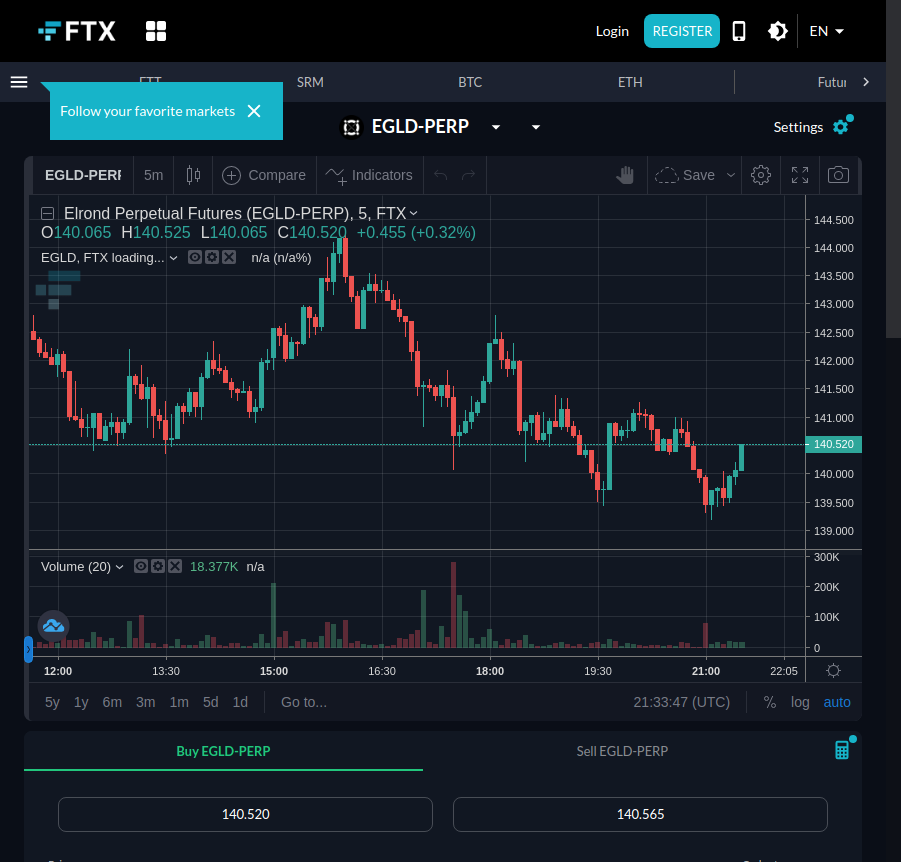 FTX
Login REGISTER EN
FTT SRM BTC ETH Futur
Follow your favorite markets
EGLD-PERP
Settings
EGLD-PERP 5m Compare Indicators Save
Elrond Perpetual Futures (EGLD-PERP), 5, FTX
O140.065 H140.525 L140.065 C140.520 +0.455 (+0.32%)
EGLD, FTX loading... n/a (n/a%)
144.500
144.000
143.500
143.000
142.500
142.000
141.500
141.000
140.520
140.000
139.500
139.000
Volume (20) 18.377K n/a
300K
200K
100K
0
12:00 13:30 15:00 16:30 18:00 19:30 21:00 22:05
5y 1y 6m 3m 1m 5d 1d Go to... 21:33:47 (UTC) % log auto
Buy EGLD-PERP Sell EGLD-PERP
140.520 140.565